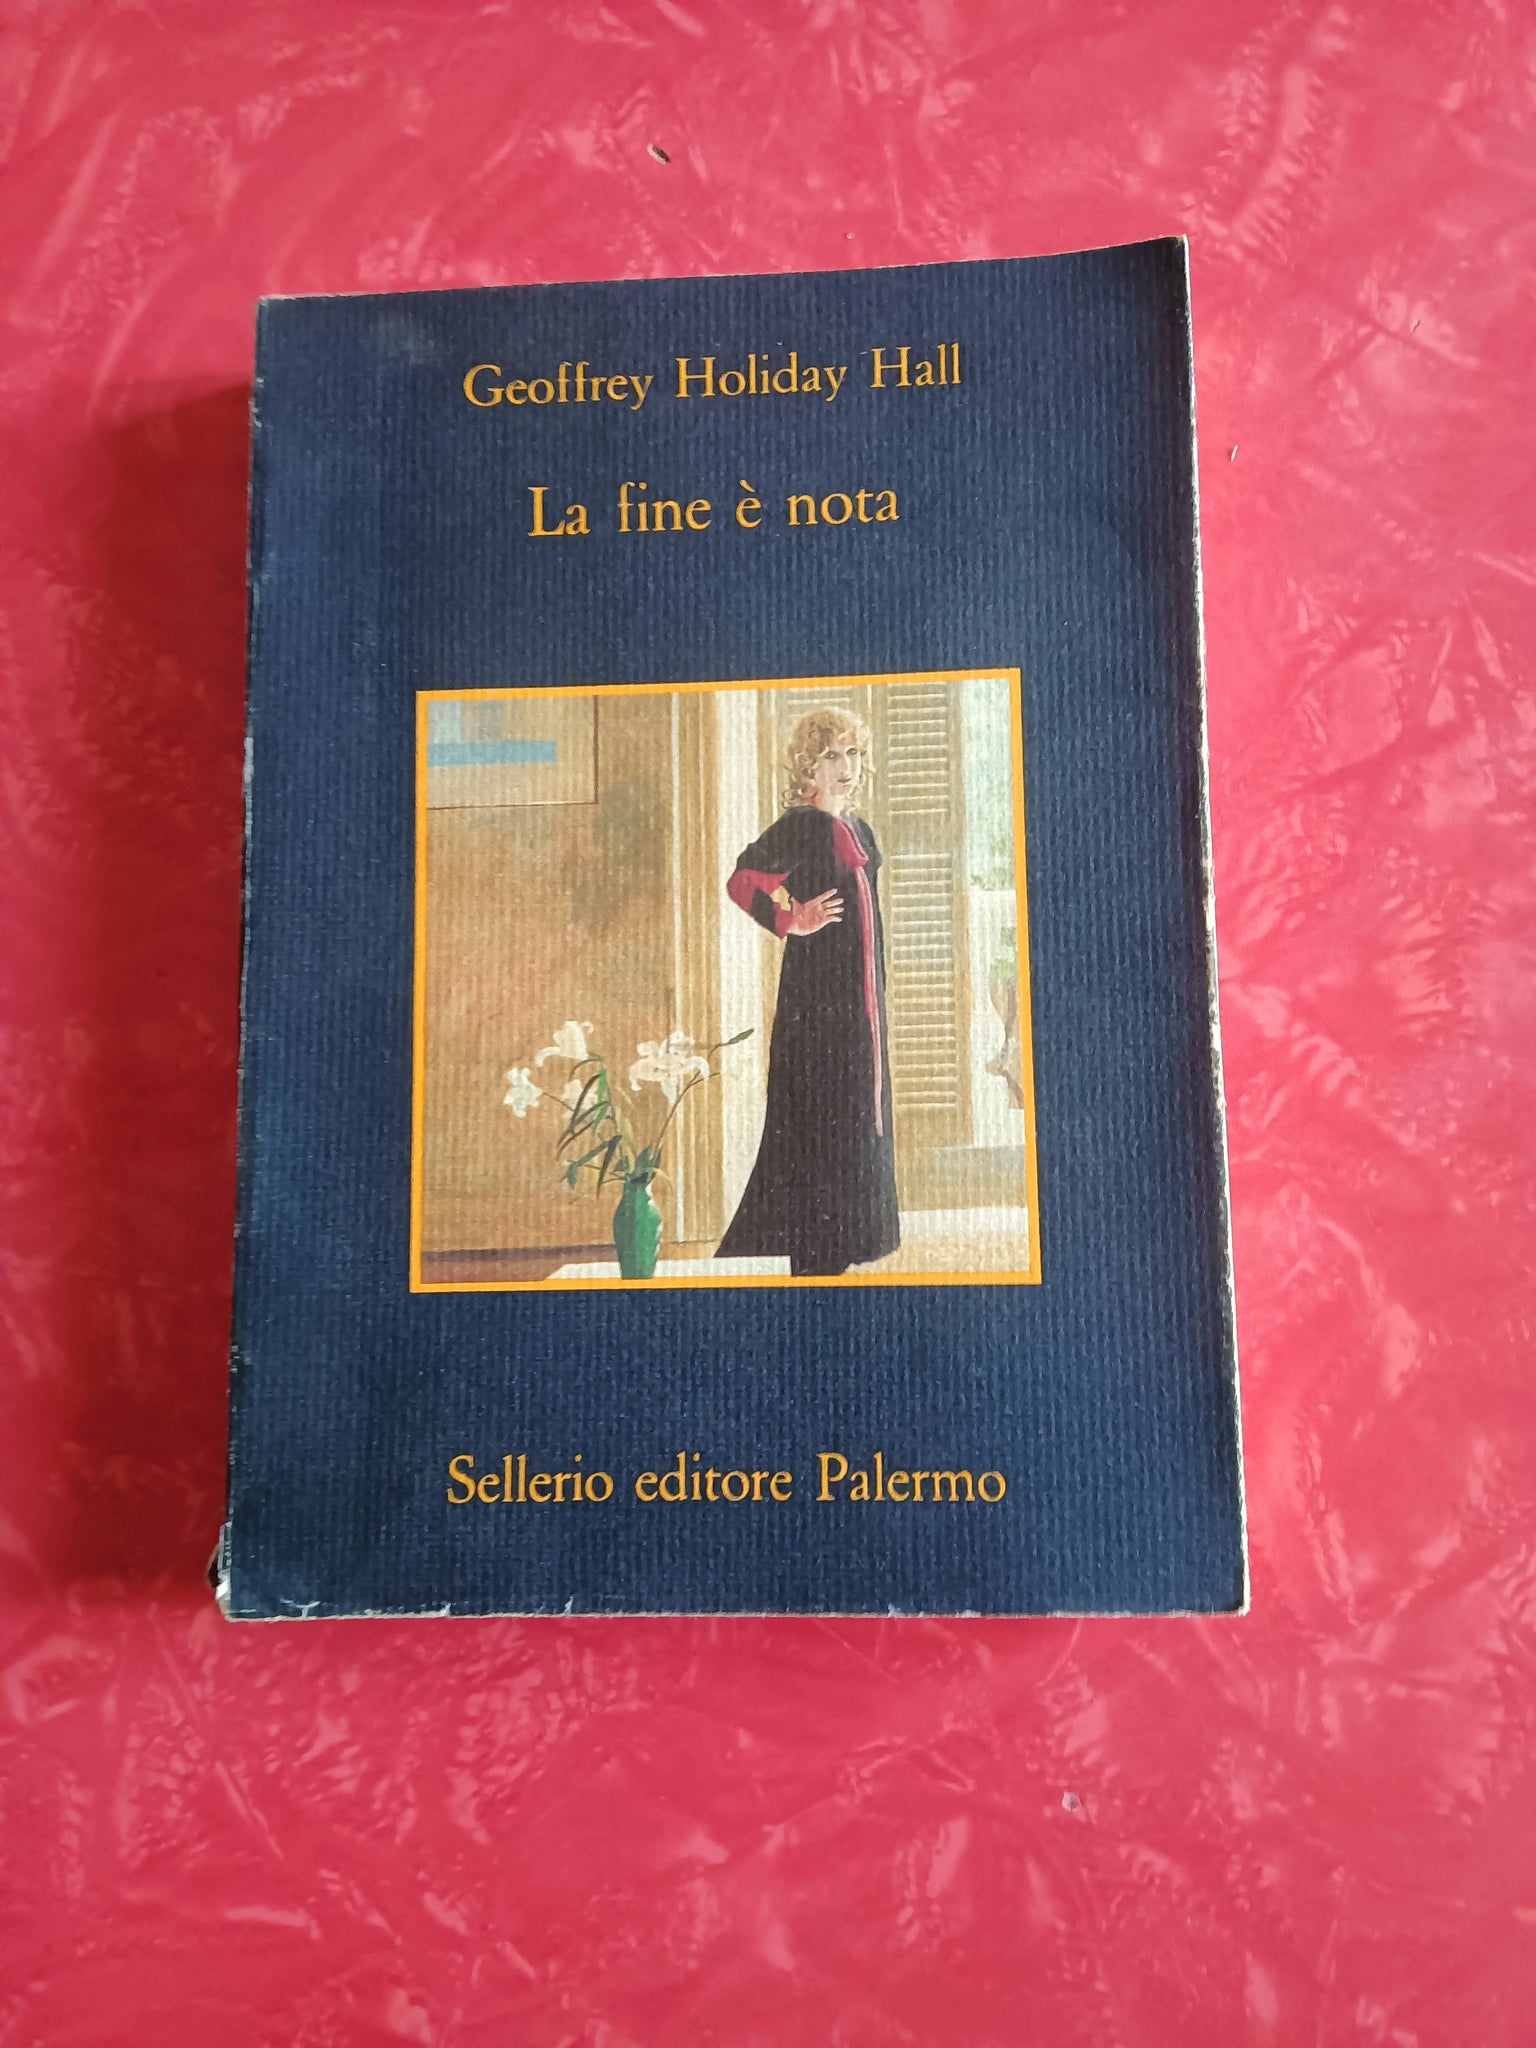 Geoffrey Holiday Hall
La fine è nota
Sellerio editore Palermo